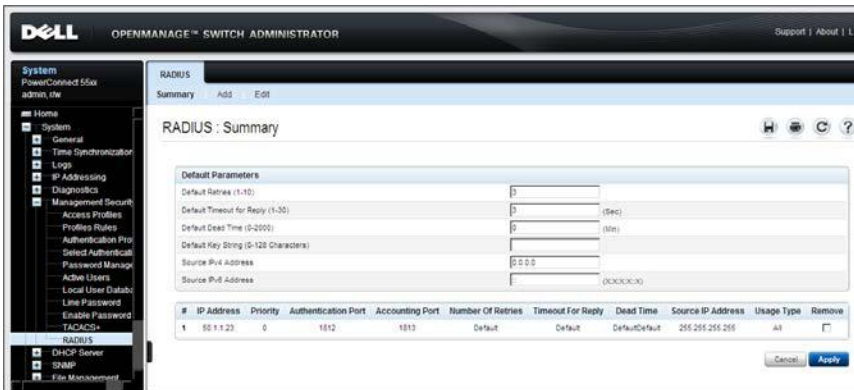 DELL OPENMANAGE™ SWITCH ADMINISTRATOR
Support | About | L
System
PowerConnect 55xx
admin, r/w
Home
System
General
Time Synchronization
Logs
IP Addressing
Diagnostics
Management Security
Access Profiles
Profiles Rules
Authentication Pro
Select Authenticati
Password Manage
Active Users
Local User Databa
Line Password
Enable Password
TACACS+
RADIUS
DHCP Server
SNMP
File Management
RADIUS
Summary Add Edit
RADIUS : Summary
?
Default Parameters
Default Retries (1-10) 3
Default Timeout for Reply (1-30) 3 (Sec)
Default Dead Time (0-2000) 0 (Min)
Default Key String (0-128 Characters)
Source IPv4 Address 0.0.0.0
Source IPv6 Address :: (X:X:X:X:X)
# IP Address Priority Authentication Port Accounting Port Number Of Retries Timeout For Reply Dead Time Source IP Address Usage Type Remove
1 50.1.1.23 0 1812 1813 Default Default DefaultDefault 255.255.255.255 All
Cancel Apply